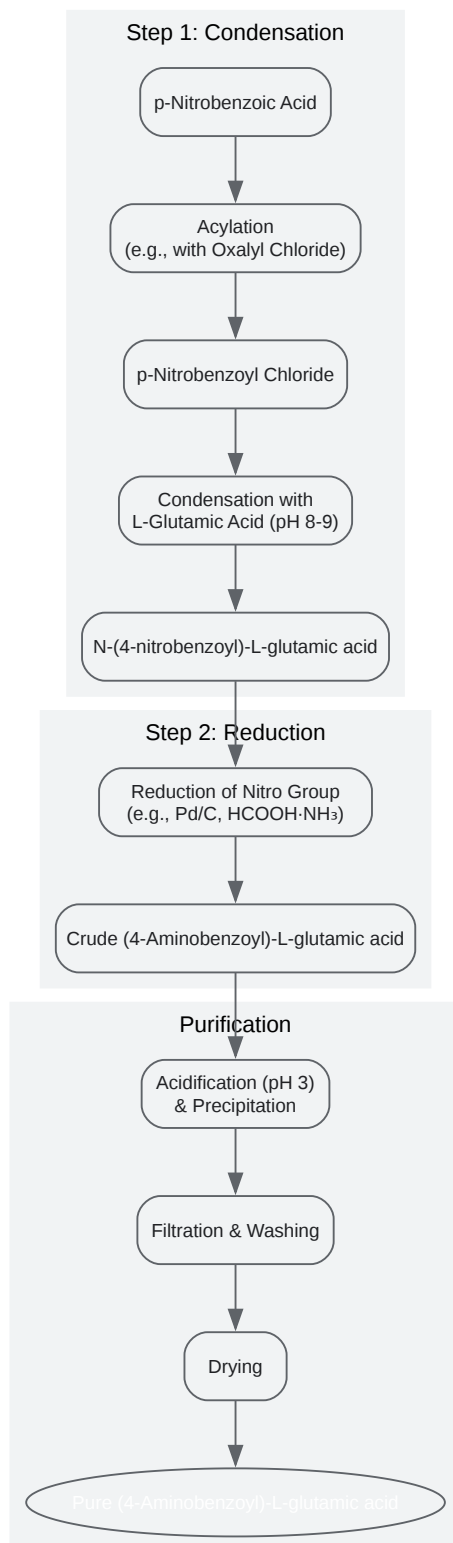 Step 1: Condensation
p-Nitrobenzoic Acid
Acylation
(e.g., with Oxalyl Chloride)
p-Nitrobenzoyl Chloride
Condensation with
L-Glutamic Acid (pH 8-9)
N-(4-nitrobenzoyl)-L-glutamic acid
Step 2: Reduction
Reduction of Nitro Group
(e.g., Pd/C, HCOOH·NH₃)
Crude (4-Aminobenzoyl)-L-glutamic acid
Purification
Acidification (pH 3)
& Precipitation
Filtration & Washing
Drying
Pure (4-Aminobenzoyl)-L-glutamic acid